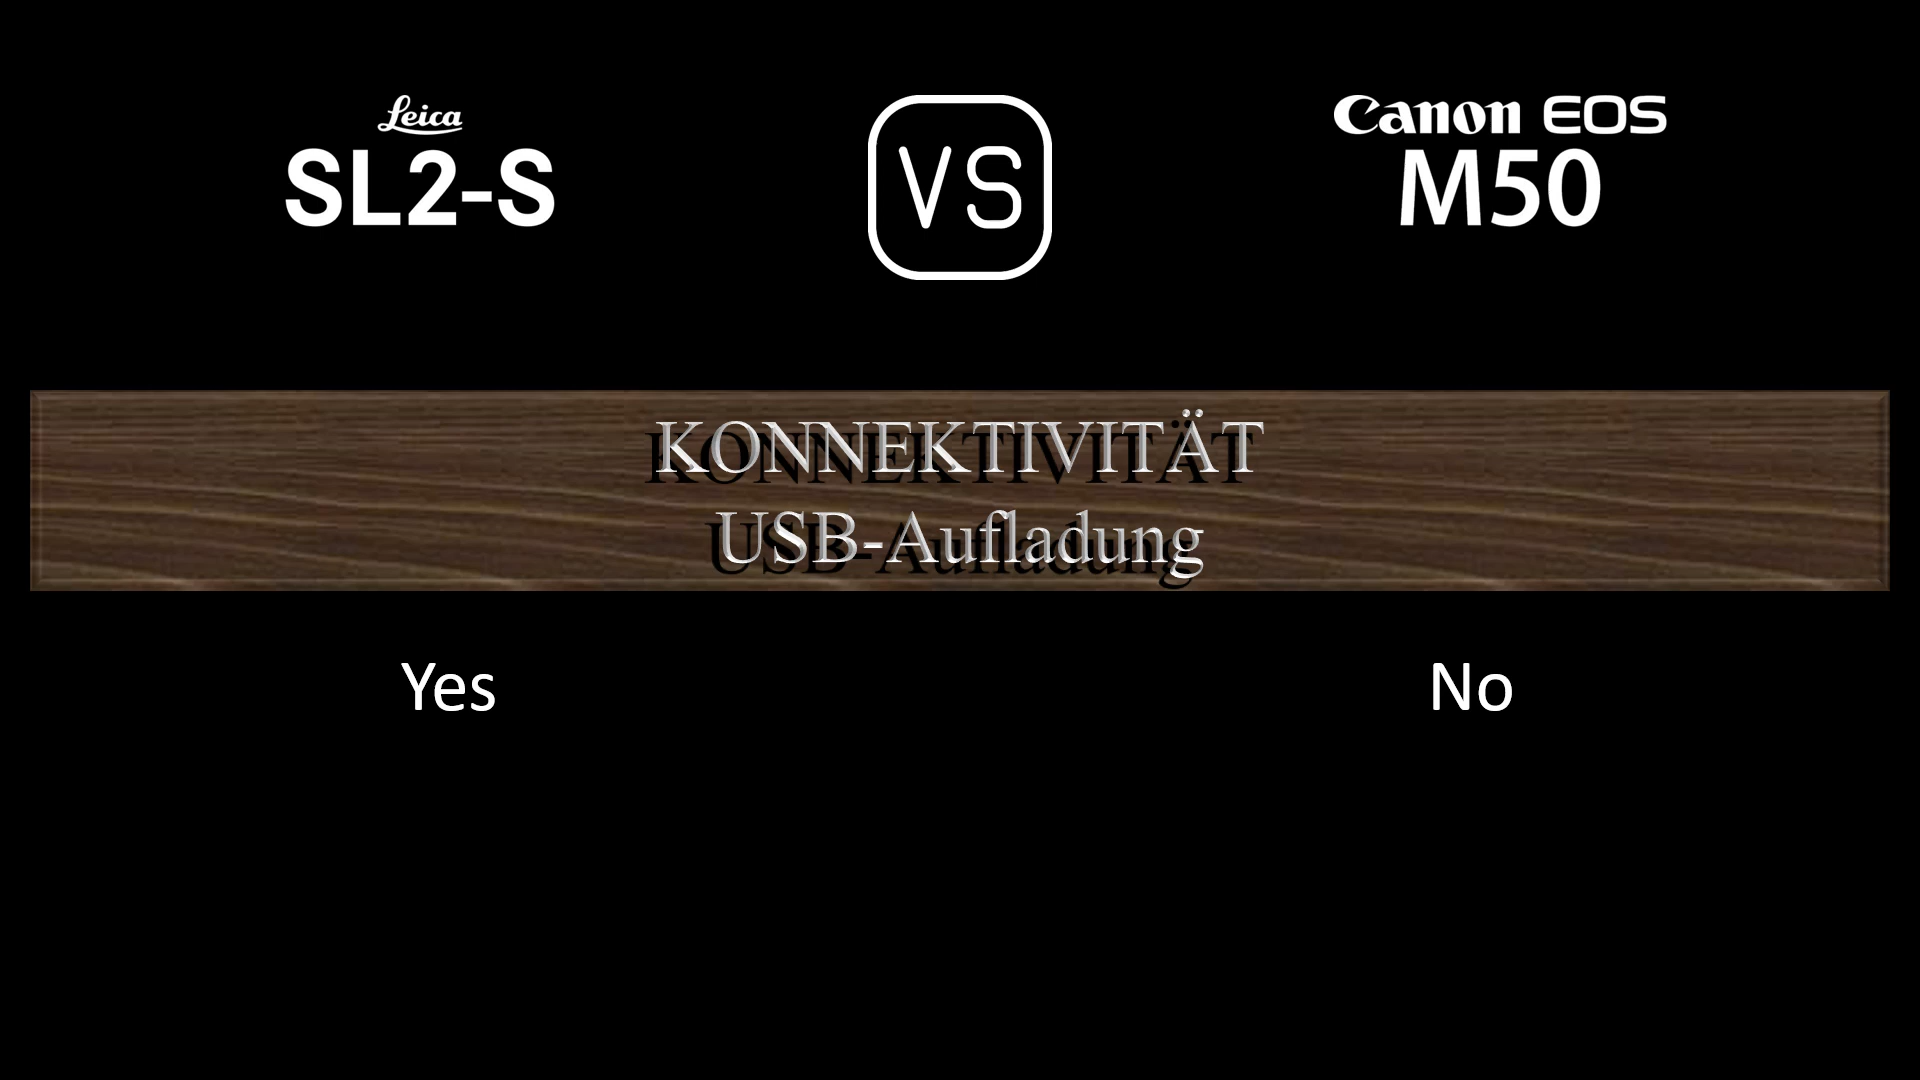 Leica
SL2-S
VS
Canon EOS
M50
KONNEKTIVITÄT
USB-Aufladung
Yes
No